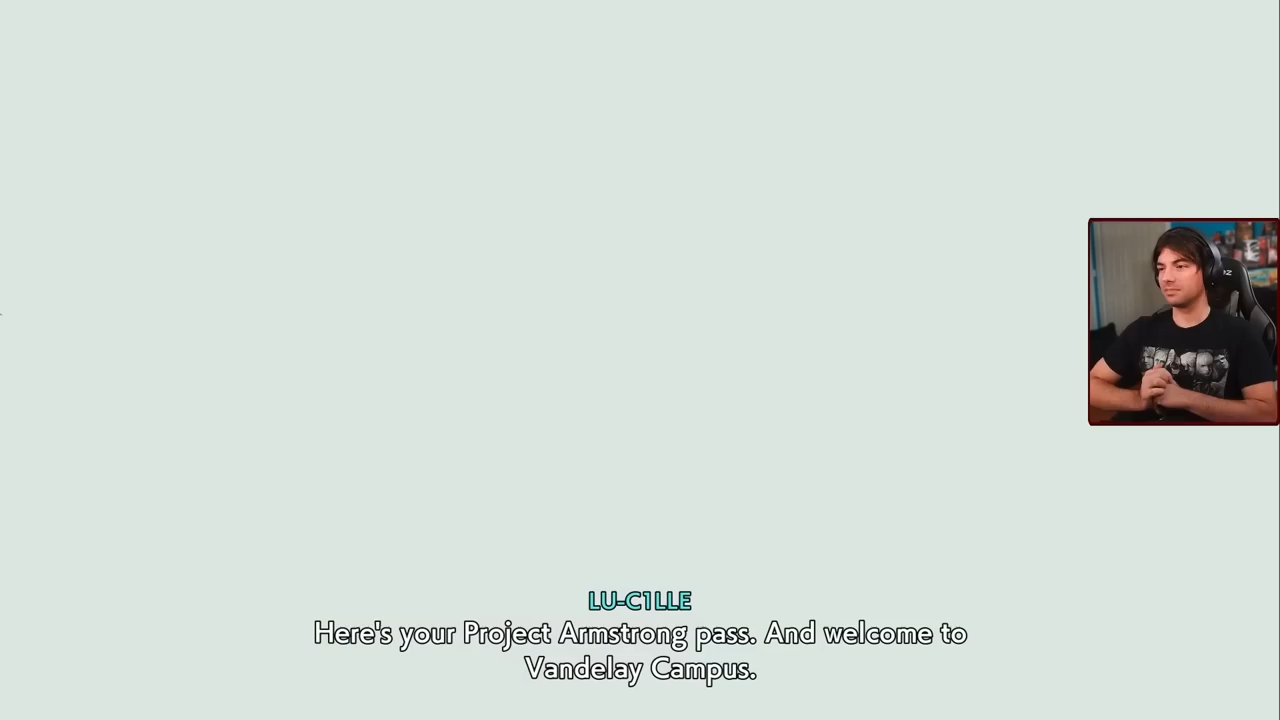 LU-C1LLE
Here's your Project Armstrong pass. And welcome to
Vandelay Campus.